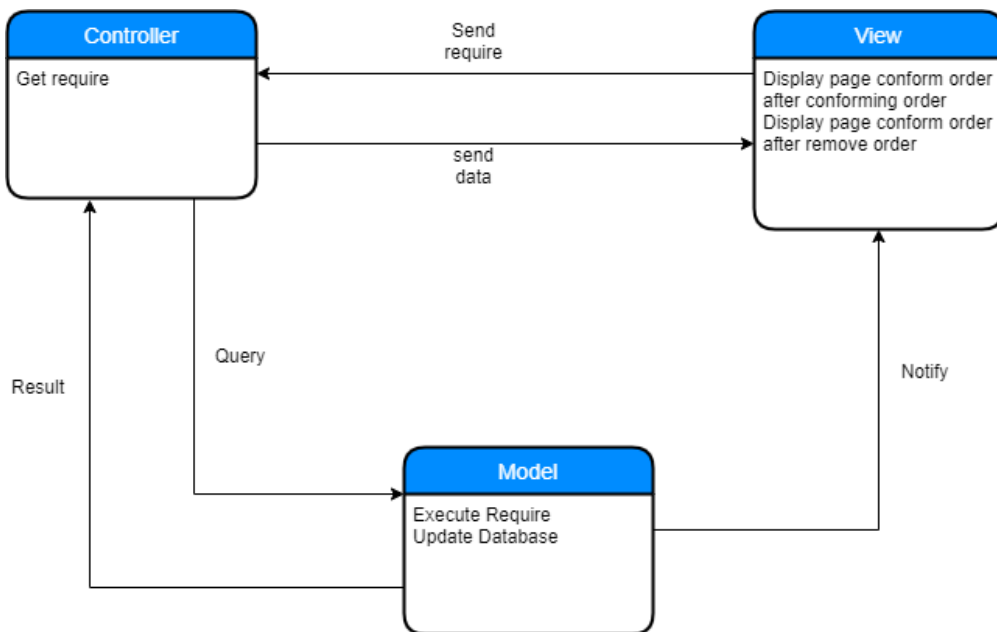 Controller
Get require
Send
require
send
data
View
Display page conform order
after conforming order
Display page conform order
after remove order
Query
Result
Notify
Model
Execute Require
Update Database